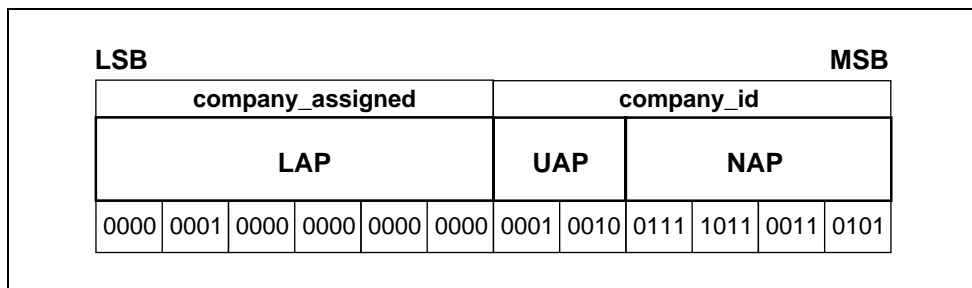 LSB MSB
company_assigned company_id
LAP UAP NAP
0000 0001 0000 0000 0000 0000 0001 0010 0111 1011 0011 0101